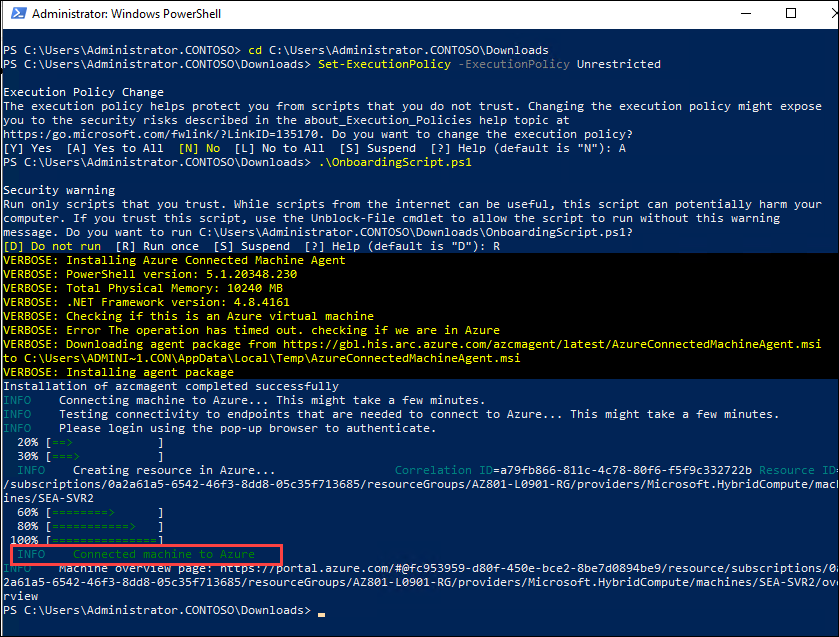 Administrator: Windows PowerShell
PS C:\Users\Administrator.CONTOSO> cd C:\Users\Administrator.CONTOSO\Downloads
PS C:\Users\Administrator.CONTOSO\Downloads> Set-ExecutionPolicy -ExecutionPolicy Unrestricted
Execution Policy Change
The execution policy helps protect you from scripts that you do not trust. Changing the execution policy might expose
you to the security risks described in the about_Execution_Policies help topic at
https:/go.microsoft.com/fwlink/?LinkID=135170. Do you want to change the execution policy?
[Y] Yes  [A] Yes to All  [N] No  [L] No to All  [S] Suspend  [?] Help (default is "N"): A
PS C:\Users\Administrator.CONTOSO\Downloads> .\OnboardingScript.ps1
Security warning
Run only scripts that you trust. While scripts from the internet can be useful, this script can potentially harm your
computer. If you trust this script, use the Unblock-File cmdlet to allow the script to run without this warning
message. Do you want to run C:\Users\Administrator.CONTOSO\Downloads\OnboardingScript.ps1?
[D] Do not run  [R] Run once  [S] Suspend  [?] Help (default is "D"): R
VERBOSE: Installing Azure Connected Machine Agent
VERBOSE: PowerShell version: 5.1.20348.230
VERBOSE: Total Physical Memory: 10240 MB
VERBOSE: .NET Framework version: 4.8.4161
VERBOSE: Checking if this is an Azure virtual machine
VERBOSE: Error The operation has timed out. checking if we are in Azure
VERBOSE: Downloading agent package from https://gbl.his.arc.azure.com/azcmagent/latest/AzureConnectedMachineAgent.msi
to C:\Users\ADMINI~1.CON\AppData\Local\Temp\AzureConnectedMachineAgent.msi
VERBOSE: Installing agent package
Installation of azcmagent completed successfully
INFO    Connecting machine to Azure... This might take a few minutes.
INFO    Testing connectivity to endpoints that are needed to connect to Azure... This might take a few minutes.
INFO    Please login using the pop-up browser to authenticate.
20% [==>            ]
30% [===>           ]
INFO    Creating resource in Azure...                 Correlation ID=a79fb866-811c-4c78-80f6-f5f9c332722b Resource ID=
/subscriptions/0a2a61a5-6542-46f3-8dd8-05c35f713685/resourceGroups/AZ801-L0901-RG/providers/Microsoft.HybridCompute/mach
ines/SEA-SVR2
60% [========>      ]
80% [===========>   ]
100% [===============]
INFO    Connected machine to Azure
INFO    Machine overview page: https://portal.azure.com/#@fc953959-d80f-450e-bce2-8be7d0894be9/resource/subscriptions/0a
2a61a5-6542-46f3-8dd8-05c35f713685/resourceGroups/AZ801-L0901-RG/providers/Microsoft.HybridCompute/machines/SEA-SVR2/ove
rview
PS C:\Users\Administrator.CONTOSO\Downloads>